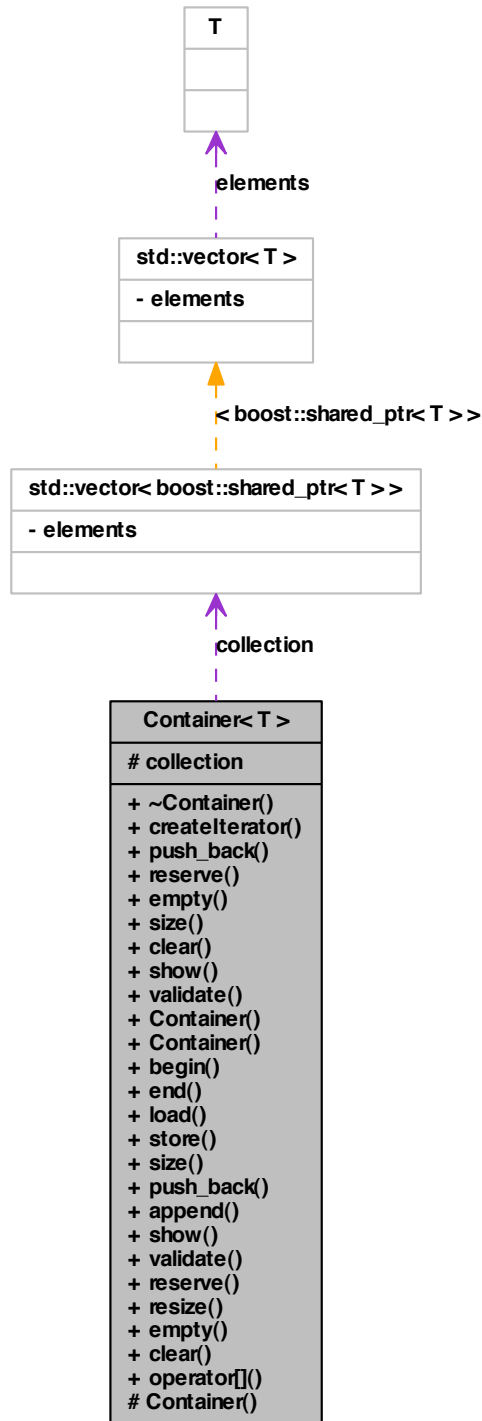 T
elements
std::vector< T >
- elements
< boost::shared_ptr< T > >
std::vector< boost::shared_ptr< T > >
- elements
collection
Container< T >
# collection
+ ~Container()
+ createIterator()
+ push_back()
+ reserve()
+ empty()
+ size()
+ clear()
+ show()
+ validate()
+ Container()
+ Container()
+ begin()
+ end()
+ load()
+ store()
+ size()
+ push_back()
+ append()
+ show()
+ validate()
+ reserve()
+ resize()
+ empty()
+ clear()
+ operator[]()
# Container()